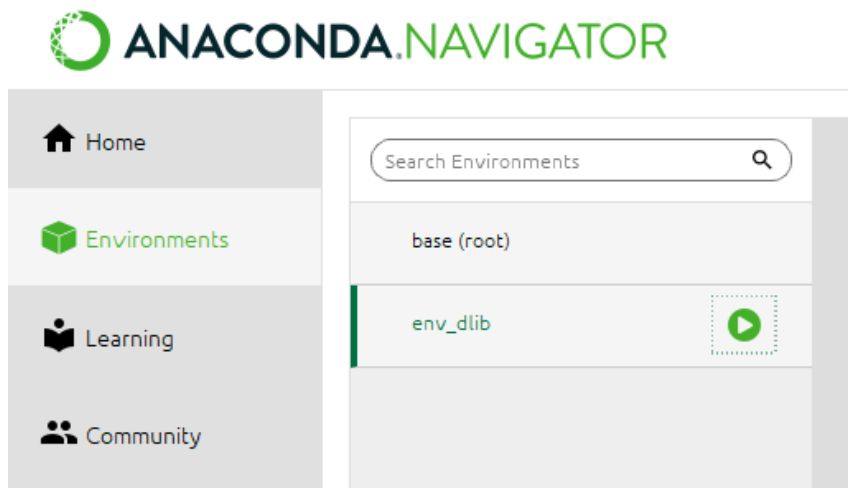 ANACONDA.NAVIGATOR
Home
Environments
Learning
Community
Search Environments
base (root)
env_dlib